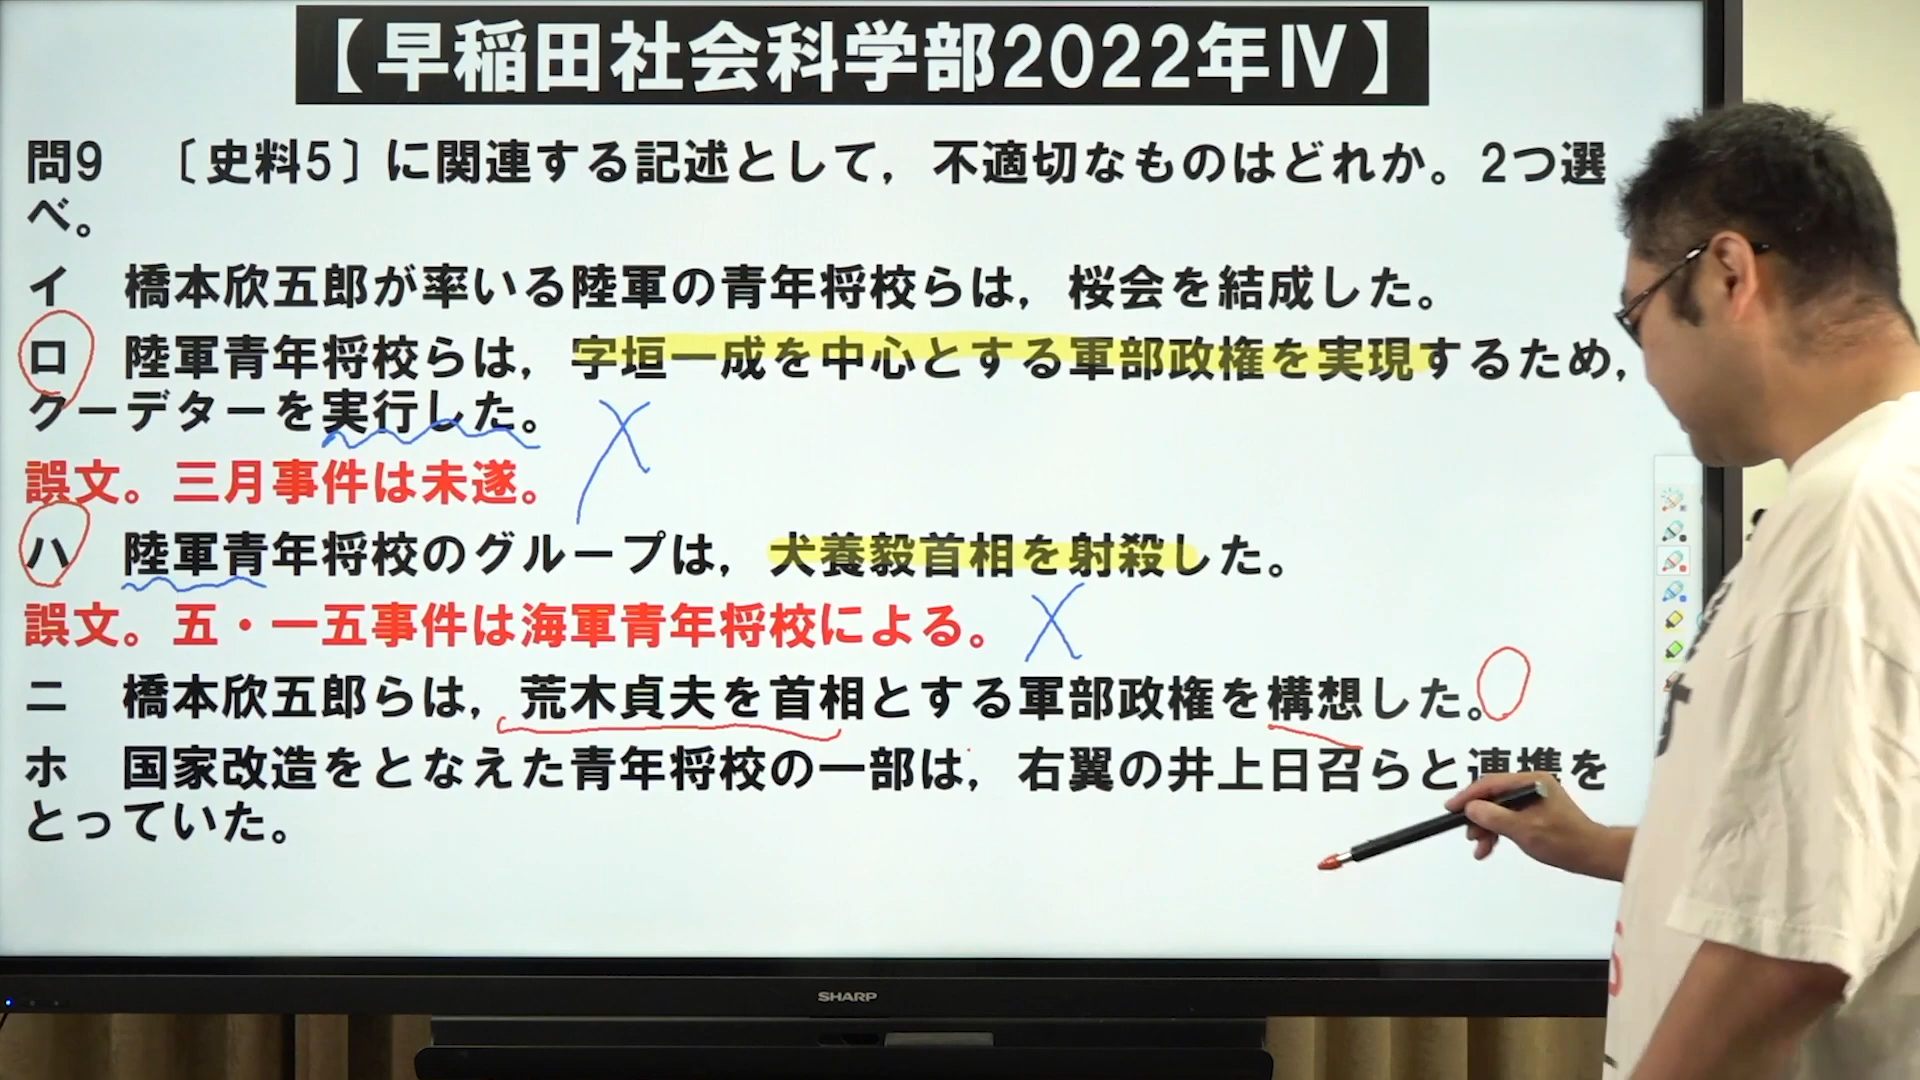 【早稲田社会科学部2022年Ⅳ】
問9 〔史料5〕に関連する記述として，不適切なものはどれか。2つ選
べ。
イ 橋本欣五郎が率いる陸軍の青年将校らは，桜会を結成した。
ロ 陸軍青年将校らは，字垣一成を中心とする軍部政権を実現するため，
クーデターを実行した。
誤文。三月事件は未遂。
ハ 陸軍青年将校のグループは，犬養毅首相を射殺した。
誤文。五・一五事件は海軍青年将校による。
ニ 橋本欣五郎らは，荒木貞夫を首相とする軍部政権を構想した。
ホ 国家改造をとなえた青年将校の一部は，右翼の井上日召らと連携を
とっていた。
SHARP